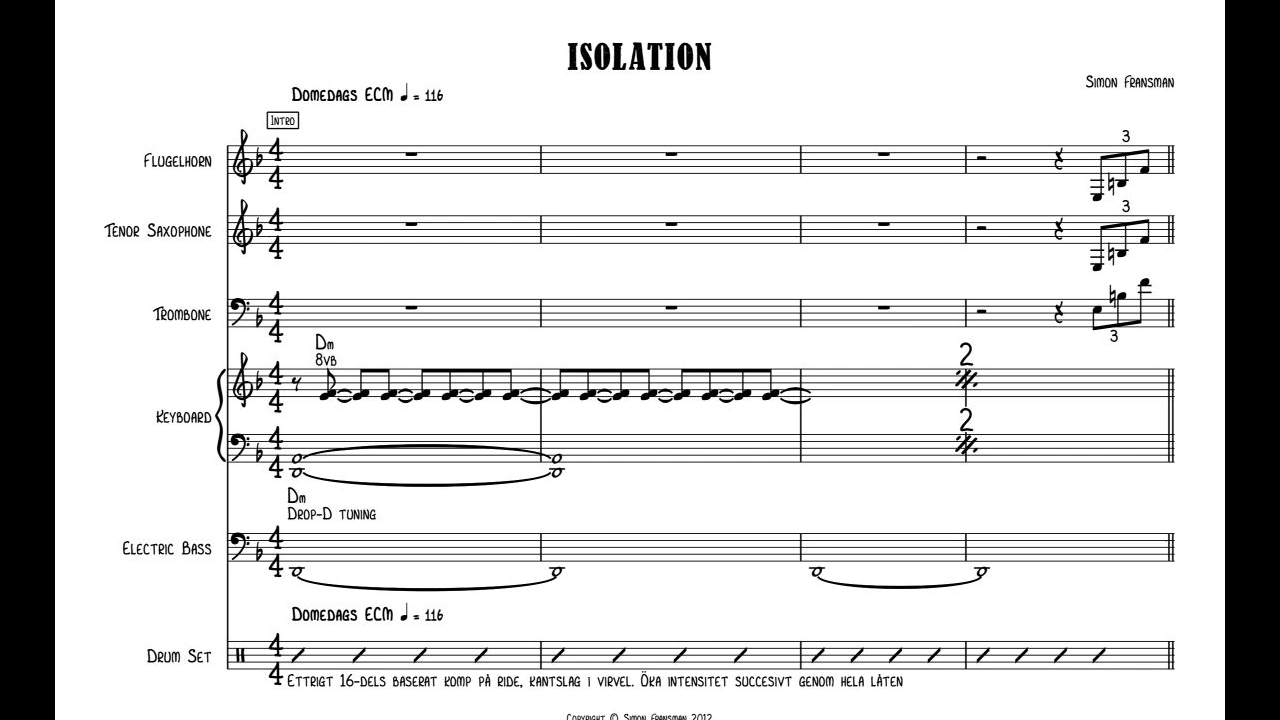 ISOLATION
Simon Fransman
Domedags ECM ♩ = 116
Intro
Flugelhorn
3
Tenor Saxophone
3
Trombone
3
Dm
8vb
2
Keyboard
2
Dm
Drop-D tuning
Electric Bass
Domedags ECM ♩ = 116
Drum Set
Ettrigt 16-dels baserat komp på ride, kantslag i virvel. Öka intensitet succesivt genom hela låten
Copyright © Simon Fransman 2012